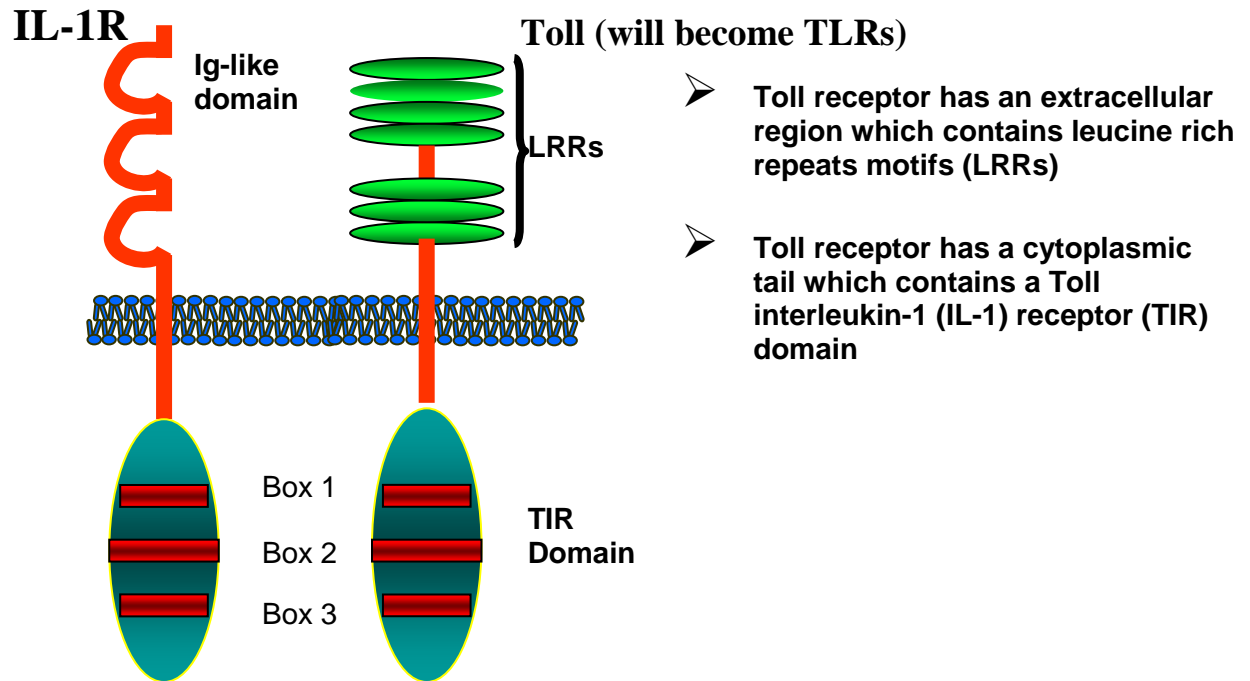 IL-1R
Ig-like
domain
Toll (will become TLRs)
LRRs
➢ Toll receptor has an extracellular
region which contains leucine rich
repeats motifs (LRRs)
➢ Toll receptor has a cytoplasmic
tail which contains a Toll
interleukin-1 (IL-1) receptor (TIR)
domain
Box 1
Box 2
Box 3
TIR
Domain